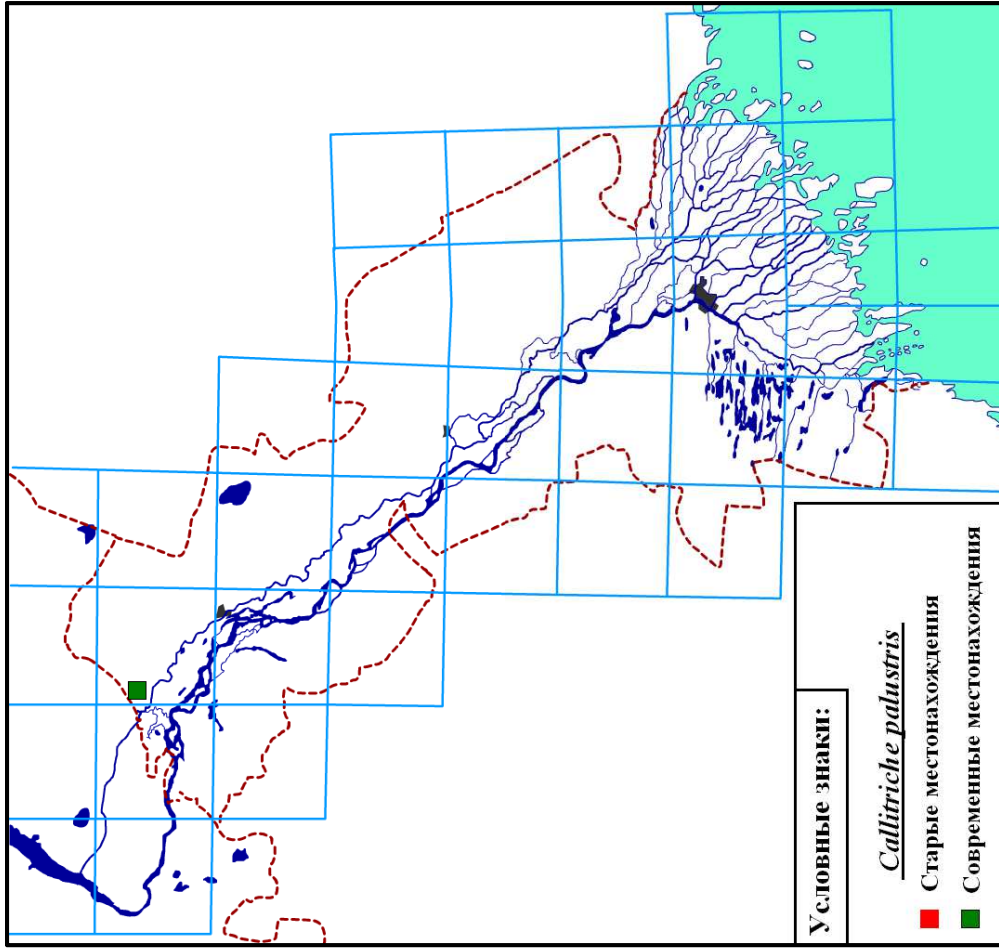 Условные знаки:
Callitriche palustris
Старые местонахождения
Современные местонахождения